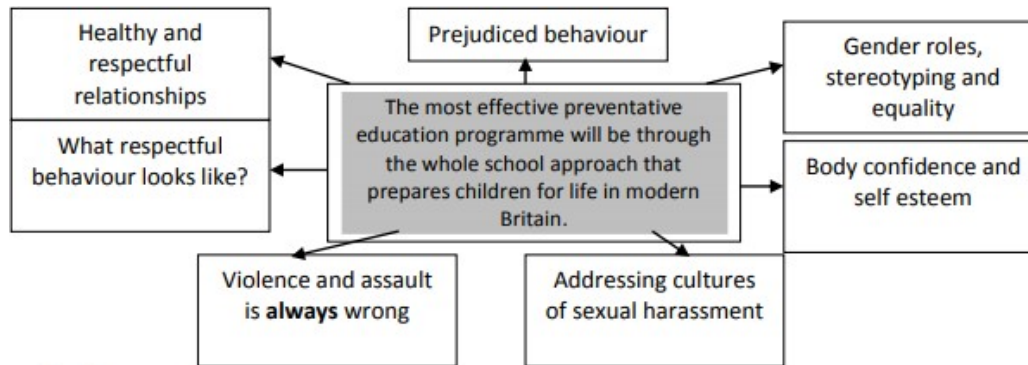 Healthy and
respectful
relationships
Prejudiced behaviour
Gender roles,
stereotyping and
equality
The most effective preventative
education programme will be through
the whole school approach that
prepares children for life in modern
Britain.
What respectful
behaviour looks like?
Body confidence and
self esteem
Violence and assault
is always wrong
Addressing cultures
of sexual harassment